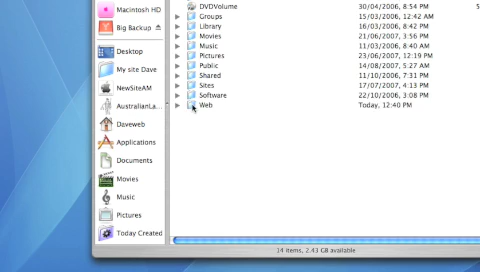 Macintosh HD
Big Backup
Desktop
My site Dave
NewSiteAM
AustralianLa...
Daveweb
Applications
Documents
Movies
Music
Pictures
Today Created
DVDVolume 30/04/2006, 8:54 PM 5
Groups 15/03/2006, 12:42 AM
Library 16/03/2006, 8:42 PM
Movies 21/06/2007, 3:56 PM
Music 11/03/2006, 8:40 AM
Pictures 23/06/2006, 12:19 PM
Public 14/08/2007, 5:27 AM
Shared 11/10/2006, 7:31 PM
Sites 17/07/2007, 4:13 PM
Software 22/10/2006, 3:08 PM
Web Today, 12:40 PM
14 items, 2.43 GB available